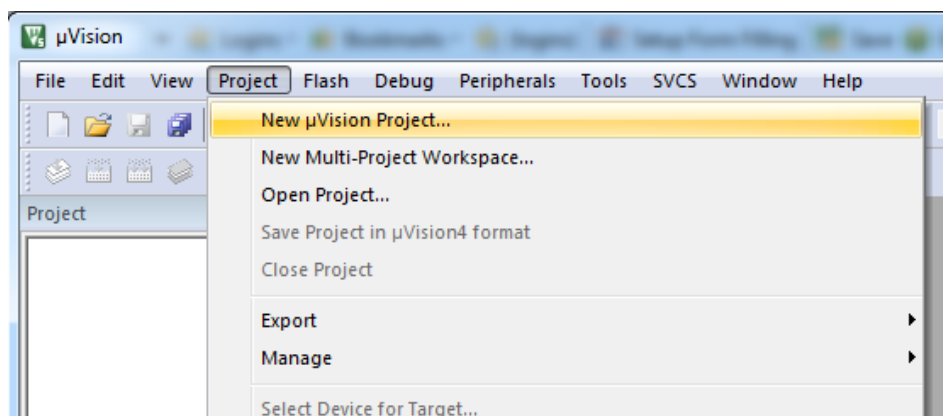 µVision
File Edit View Project Flash Debug Peripherals Tools SVCS Window Help
New µVision Project...
New Multi-Project Workspace...
Open Project...
Project
Save Project in µVision4 format
Close Project
Export
Manage
Select Device for Target...